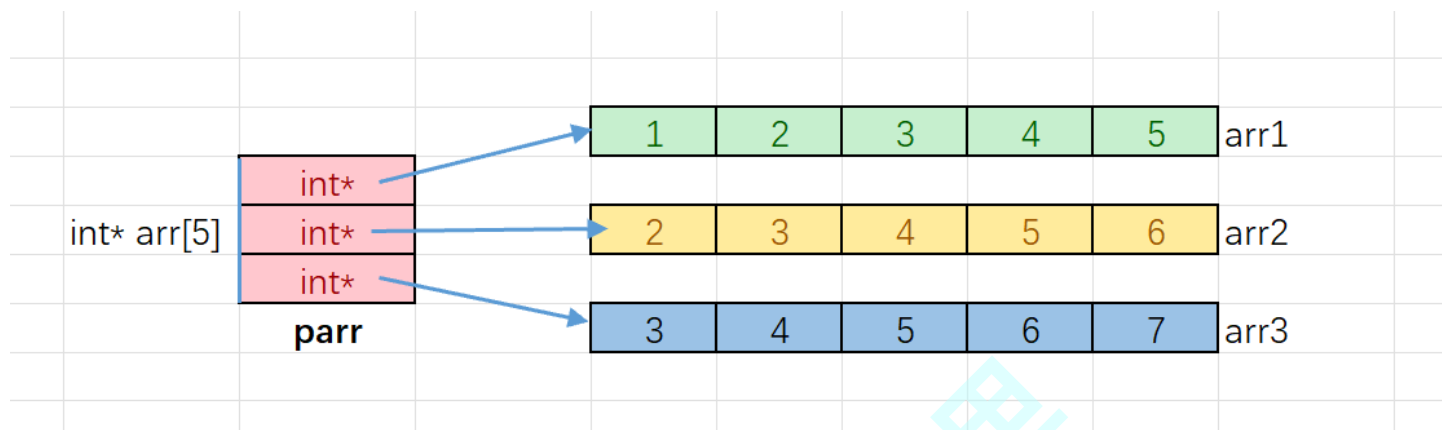 1 2 3 4 5 arr1
int*
int* arr[5] int* 2 3 4 5 6 arr2
int*
parr 3 4 5 6 7 arr3